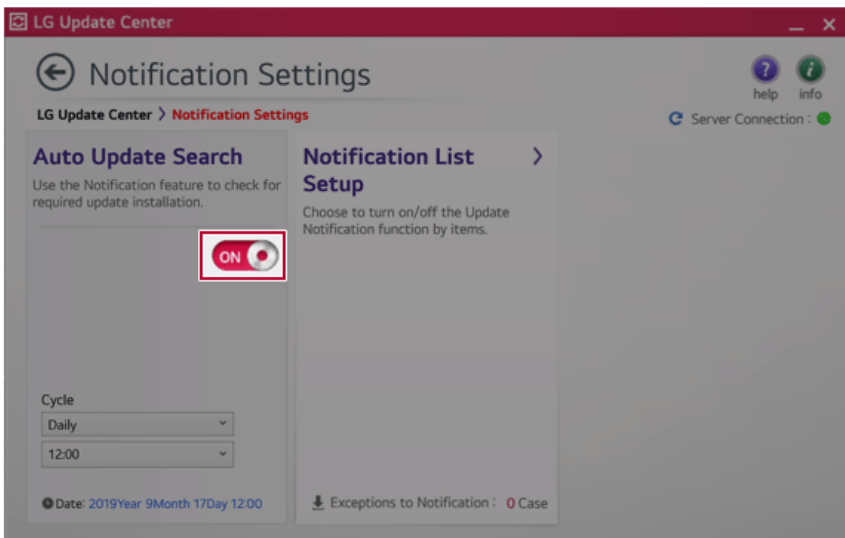 LG Update Center
Notification Settings
help
info
LG Update Center > Notification Settings
Server Connection :
Auto Update Search
Use the Notification feature to check for
required update installation.
ON
Cycle
Daily
12:00
Date: 2019Year 9Month 17Day 12:00
Notification List
Setup
Choose to turn on/off the Update
Notification function by items.
Exceptions to Notification : 0 Case